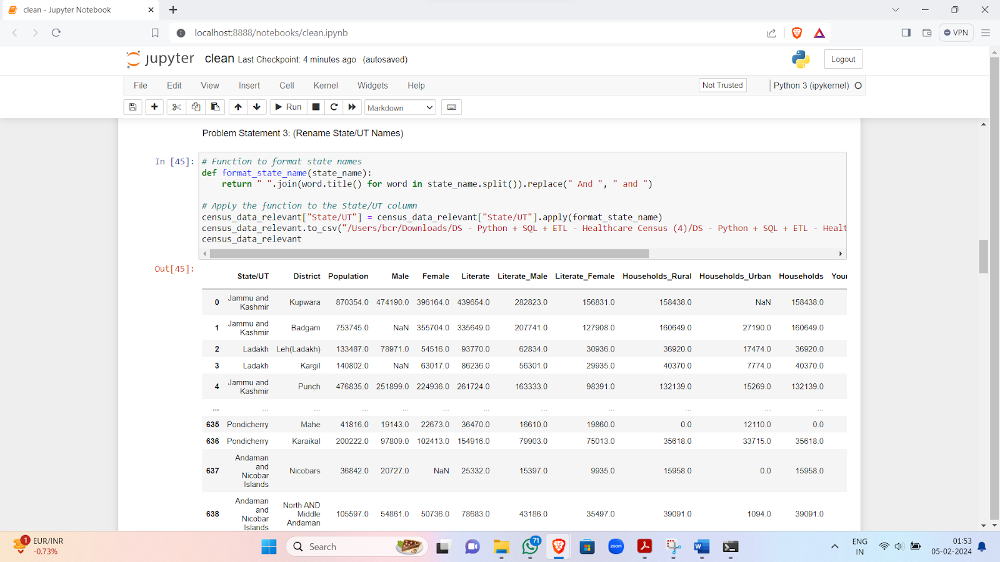 clean - Jupyter Notebook
localhost:8888/notebooks/clean.ipynb
VPN
jupyter clean Last Checkpoint: 4 minutes ago (autosaved)
Logout
File Edit View Insert Cell Kernel Widgets Help
Not Trusted
Python 3 (ipykernel)
Run
Markdown
Problem Statement 3: (Rename State/UT Names)
In [45]:
# Function to format state names
def format_state_name(state_name):
    return " ".join(word.title() for word in state_name.split()).replace(" And ", " and ")
# Apply the function to the State/UT column
census_data_relevant["State/UT"] = census_data_relevant["State/UT"].apply(format_state_name)
census_data_relevant.to_csv("/Users/bcr/Downloads/DS - Python + SQL + ETL - Healthcare Census (4)/DS - Python + SQL + ETL - Healt
census_data_relevant
Out[45]:
State/UT District Population Male Female Literate Literate_Male Literate_Female Households_Rural Households_Urban Households Your
0 Jammu and Kashmir Kupwara 870354.0 474190.0 396164.0 439654.0 282823.0 156831.0 158438.0 NaN 158438.0
1 Jammu and Kashmir Badgam 753745.0 NaN 355704.0 335649.0 207741.0 127908.0 160649.0 27190.0 160649.0
2 Ladakh Leh(Ladakh) 133487.0 78971.0 54516.0 93770.0 62834.0 30936.0 36920.0 17474.0 36920.0
3 Ladakh Kargil 140802.0 NaN 63017.0 86236.0 56301.0 29935.0 40370.0 7774.0 40370.0
4 Jammu and Kashmir Punch 476835.0 251899.0 224936.0 261724.0 163333.0 98391.0 132139.0 15269.0 132139.0
... ... ... ... ... ... ... ... ... ... ... ...
635 Pondicherry Mahe 41816.0 19143.0 22673.0 36470.0 16610.0 19860.0 0.0 12110.0 0.0
636 Pondicherry Karaikal 200222.0 97809.0 102413.0 154916.0 79903.0 75013.0 35618.0 33715.0 35618.0
637 Andaman and Nicobar Islands Nicobars 36842.0 20727.0 NaN 25332.0 15397.0 9935.0 15958.0 0.0 15958.0
638 Andaman and Nicobar Islands North AND Middle Andaman 105597.0 54861.0 50736.0 78683.0 43186.0 35497.0 39091.0 1094.0 39091.0
1
EUR/INR
-0.73%
Search
71
zoom
ENG
IN
01:53
05-02-2024